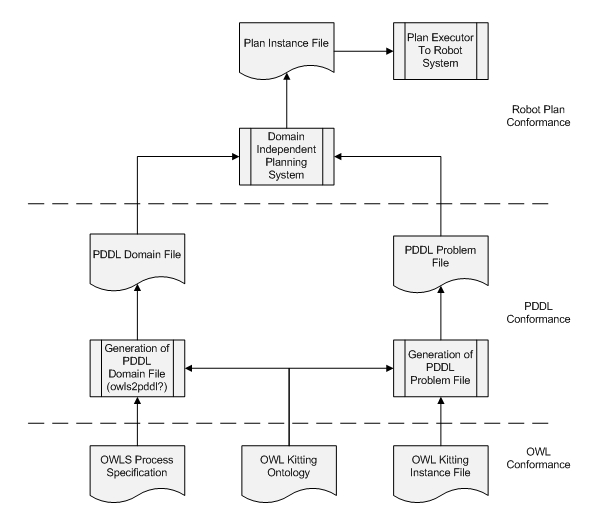 Plan Instance File
Plan Executor
To Robot
System
Robot Plan
Conformance
Domain
Independent
Planning
System
PDDL Domain File
PDDL Problem
File
PDDL
Conformance
Generation of
PDDL
Domain File
(owls2pddl?)
Generation of
PDDL
Problem File
OWLS Process
Specification
OWL Kitting
Ontology
OWL Kitting
Instance File
OWL
Conformance